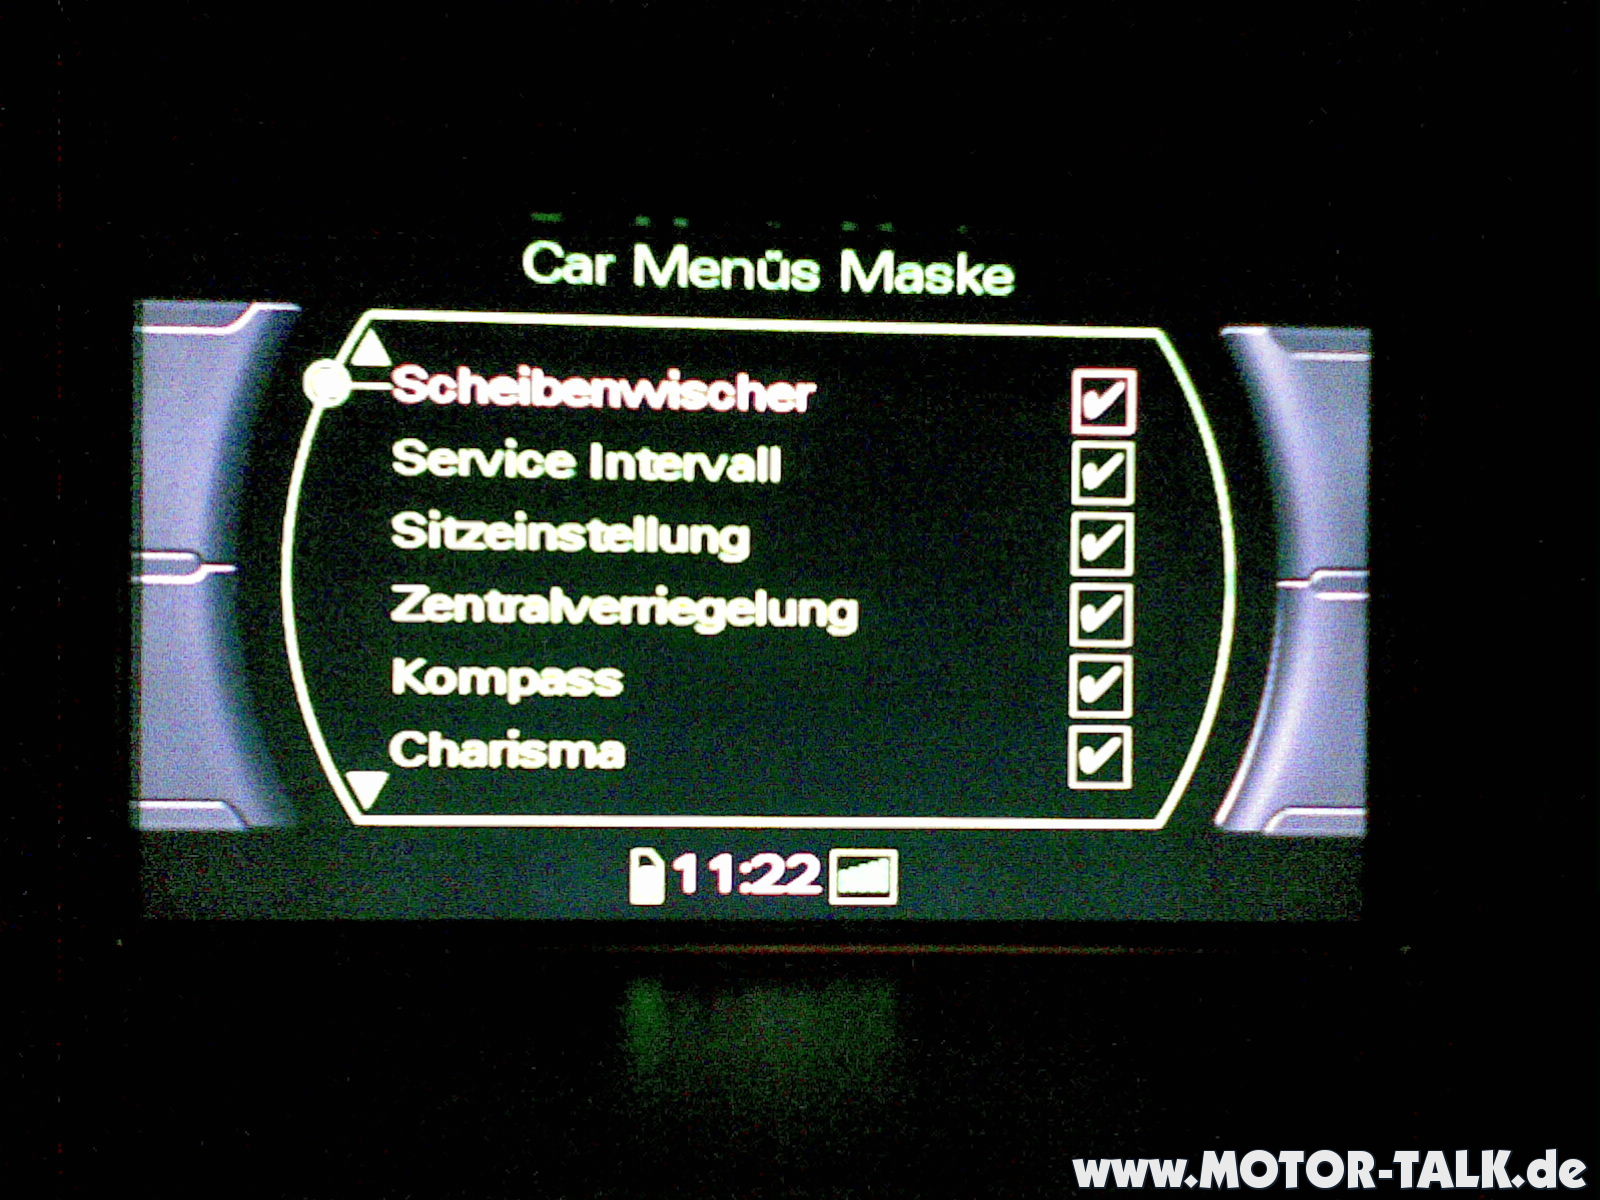 Car Menüs Maske
Scheibenwischer
Service Intervall
Sitzeinstellung
Zentralverriegelung
Kompass
Charisma
11:22
www.MOTOR-TALK.de